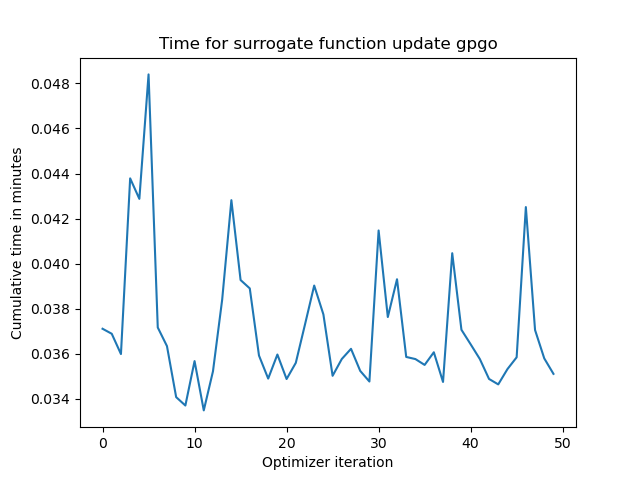 Time for surrogate function update gpgo
Cumulative time in minutes
0.048
0.046
0.044
0.042
0.040
0.038
0.036
0.034
0 10 20 30 40 50
Optimizer iteration